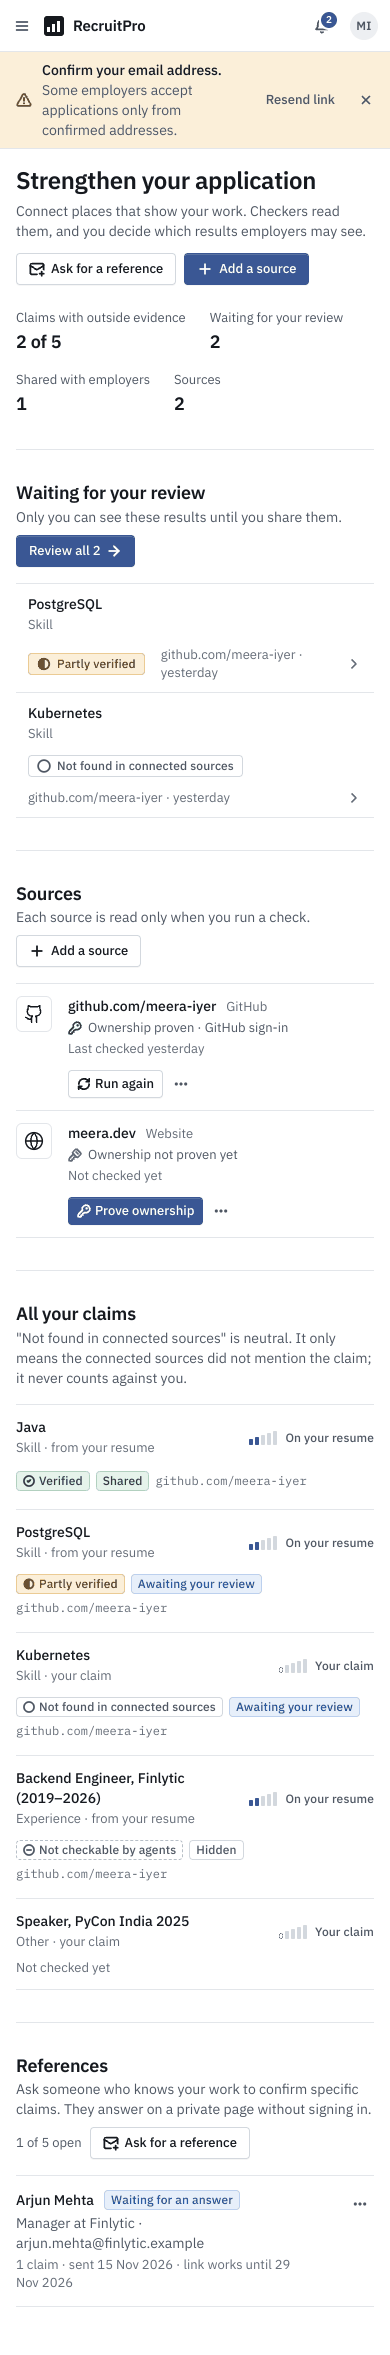 RecruitPro
2
MI
Confirm your email address.
Some employers accept
applications only from
confirmed addresses.
Resend link
Strengthen your application
Connect places that show your work. Checkers read
them, and you decide which results employers may see.
Ask for a reference
Add a source
Claims with outside evidence
2 of 5
Waiting for your review
2
Shared with employers
1
Sources
2
Waiting for your review
Only you can see these results until you share them.
Review all 2
PostgreSQL
Skill
Partly verified
github.com/meera-iyer ·
yesterday
Kubernetes
Skill
Not found in connected sources
github.com/meera-iyer · yesterday
Sources
Each source is read only when you run a check.
Add a source
github.com/meera-iyer GitHub
Ownership proven · GitHub sign-in
Last checked yesterday
Run again
meera.dev Website
Ownership not proven yet
Not checked yet
Prove ownership
All your claims
"Not found in connected sources" is neutral. It only
means the connected sources did not mention the claim;
it never counts against you.
Java
Skill · from your resume
On your resume
Verified Shared github.com/meera-iyer
PostgreSQL
Skill · from your resume
On your resume
Partly verified Awaiting your review
github.com/meera-iyer
Kubernetes
Skill · your claim
Your claim
Not found in connected sources Awaiting your review
github.com/meera-iyer
Backend Engineer, Finlytic
(2019–2026)
Experience · from your resume
On your resume
Not checkable by agents Hidden
github.com/meera-iyer
Speaker, PyCon India 2025
Other · your claim
Your claim
Not checked yet
References
Ask someone who knows your work to confirm specific
claims. They answer on a private page without signing in.
1 of 5 open
Ask for a reference
Arjun Mehta Waiting for an answer
Manager at Finlytic ·
arjun.mehta@finlytic.example
1 claim · sent 15 Nov 2026 · link works until 29
Nov 2026